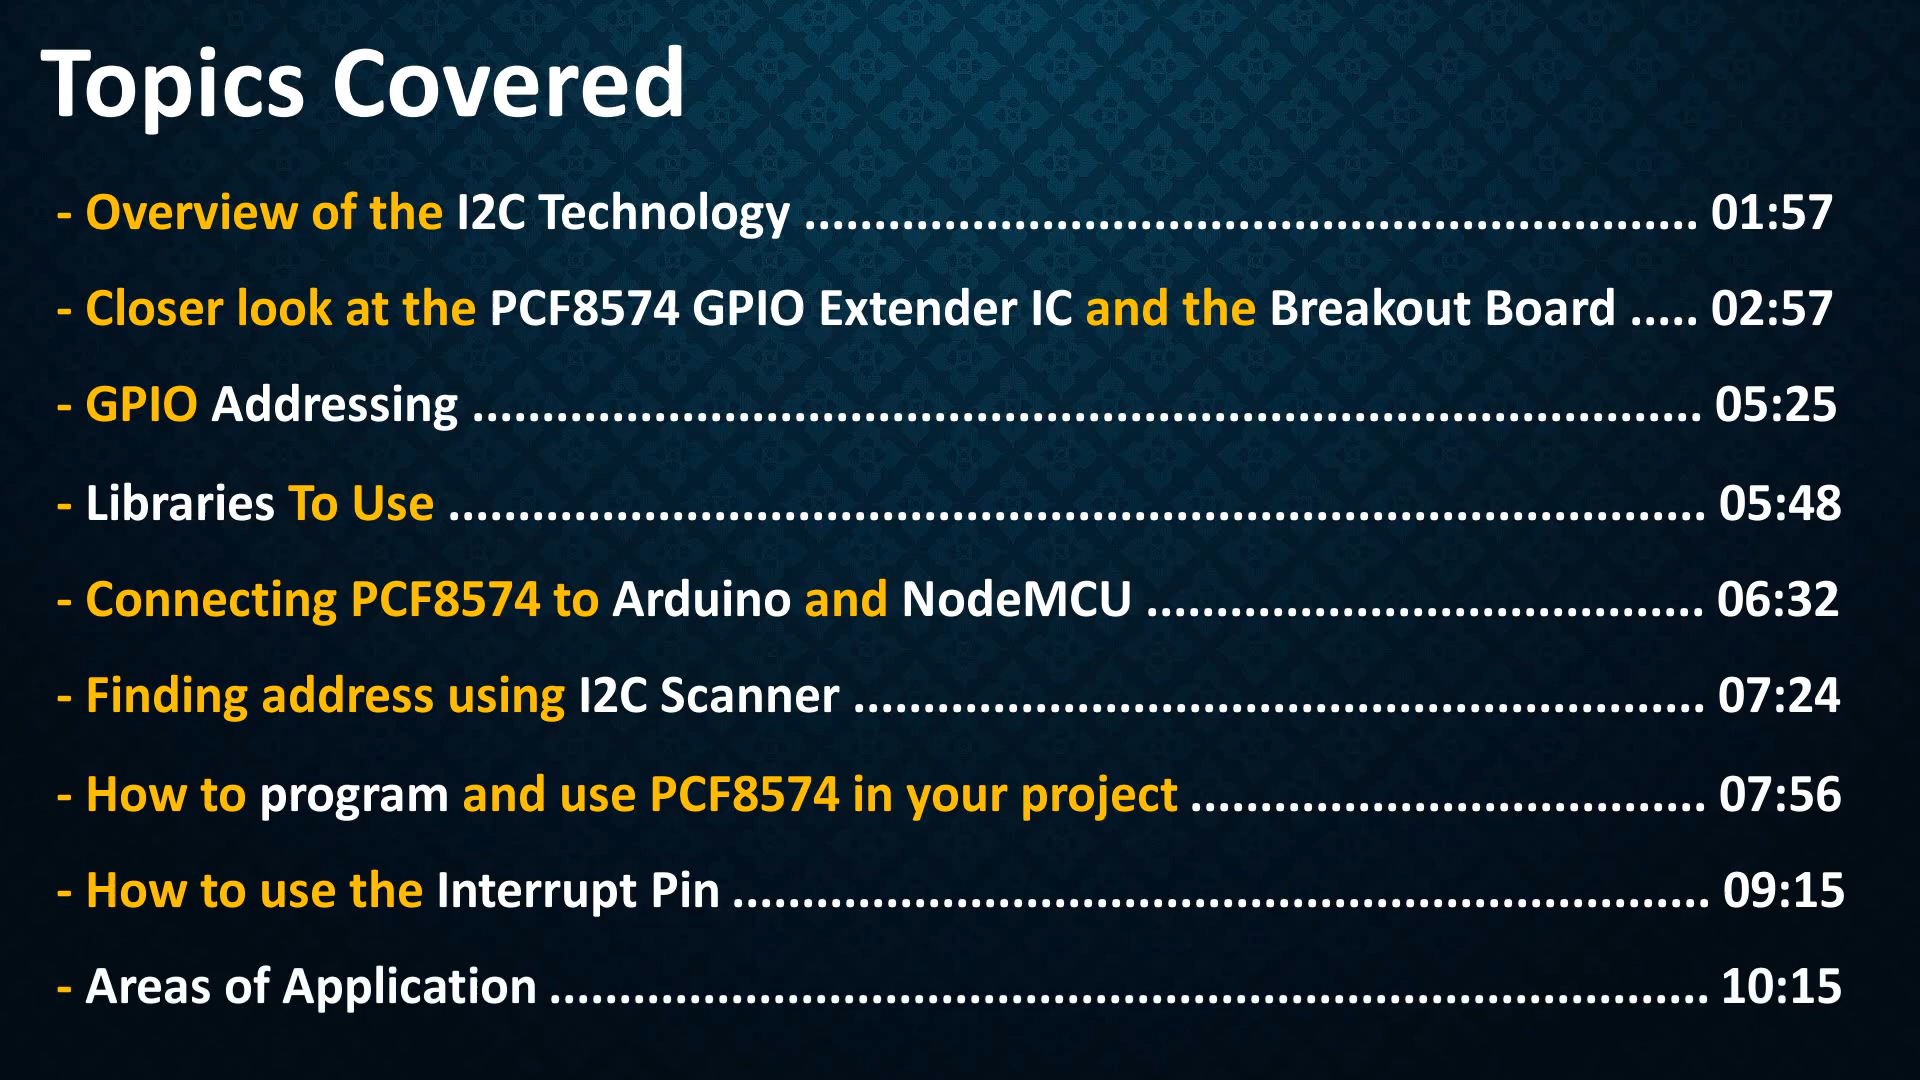 Topics Covered
- Overview of the I2C Technology ................................................................ 01:57
- Closer look at the PCF8574 GPIO Extender IC and the Breakout Board ..... 02:57
- GPIO Addressing ........................................................................................ 05:25
- Libraries To Use .......................................................................................... 05:48
- Connecting PCF8574 to Arduino and NodeMCU ........................................ 06:32
- Finding address using I2C Scanner ............................................................. 07:24
- How to program and use PCF8574 in your project ..................................... 07:56
- How to use the Interrupt Pin ...................................................................... 09:15
- Areas of Application ................................................................................... 10:15